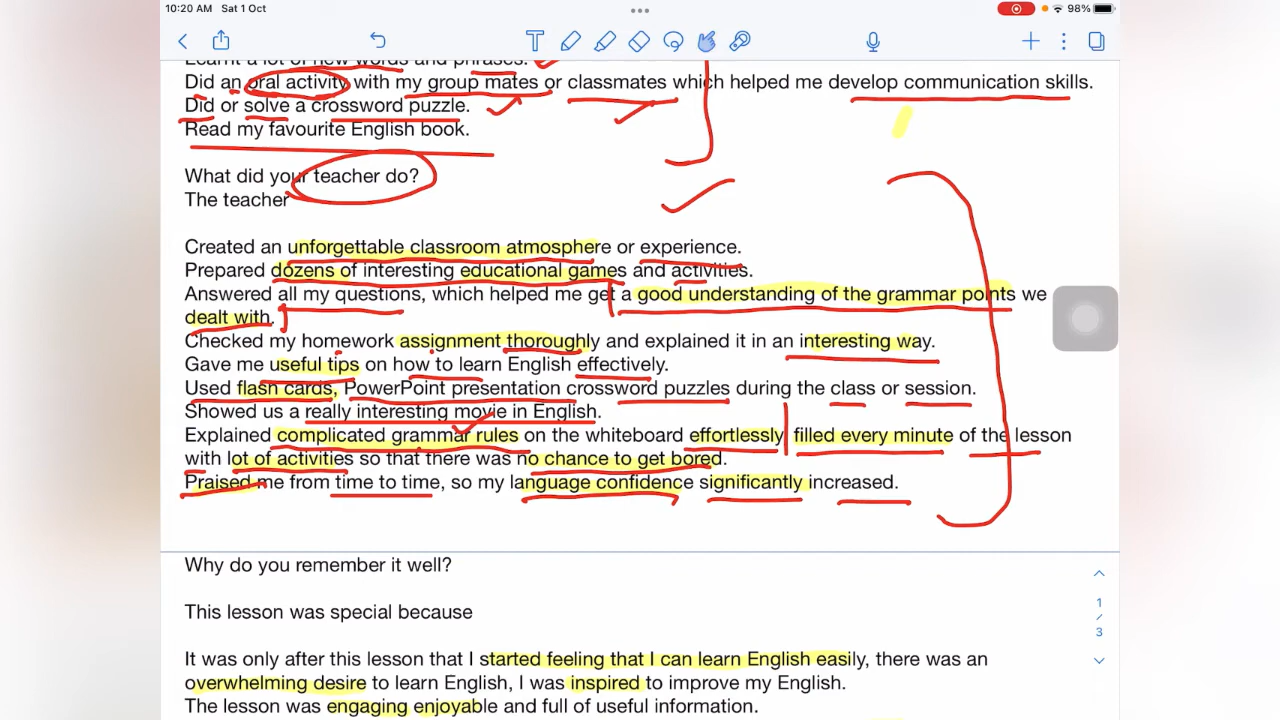 10:20 AM Sat 1 Oct
98%
Learnt a lot of new words and phrases.
Did an oral activity with my group mates or classmates which helped me develop communication skills.
Did or solve a crossword puzzle.
Read my favourite English book.
What did your teacher do?
The teacher
Created an unforgettable classroom atmosphere or experience.
Prepared dozens of interesting educational games and activities.
Answered all my questions, which helped me get a good understanding of the grammar points we
dealt with.
Checked my homework assignment thoroughly and explained it in an interesting way.
Gave me useful tips on how to learn English effectively.
Used flash cards, PowerPoint presentation crossword puzzles during the class or session.
Showed us a really interesting movie in English.
Explained complicated grammar rules on the whiteboard effortlessly filled every minute of the lesson
with lot of activities so that there was no chance to get bored.
Praised me from time to time, so my language confidence significantly increased.
Why do you remember it well?
This lesson was special because
It was only after this lesson that I started feeling that I can learn English easily, there was an
overwhelming desire to learn English, I was inspired to improve my English.
The lesson was engaging enjoyable and full of useful information.
1
/
3